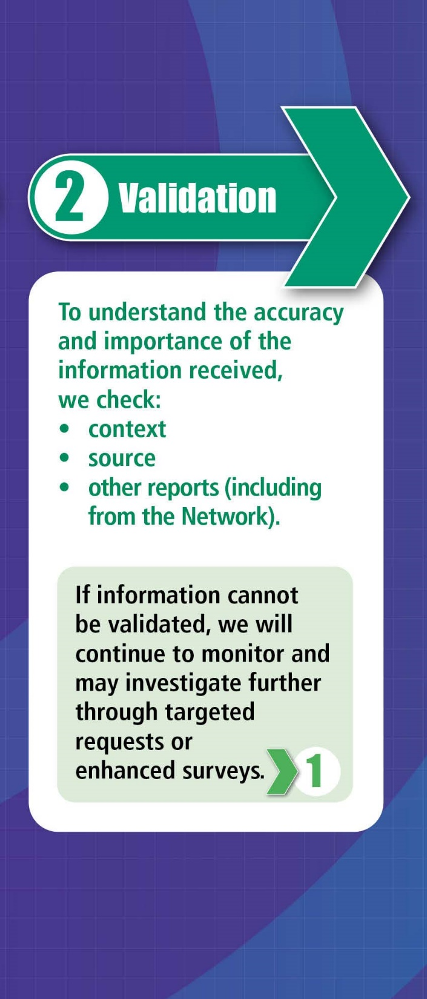 2 Validation
To understand the accuracy
and importance of the
information received,
we check:
• context
• source
• other reports (including
from the Network).
If information cannot
be validated, we will
continue to monitor and
may investigate further
through targeted
requests or
enhanced surveys. 1